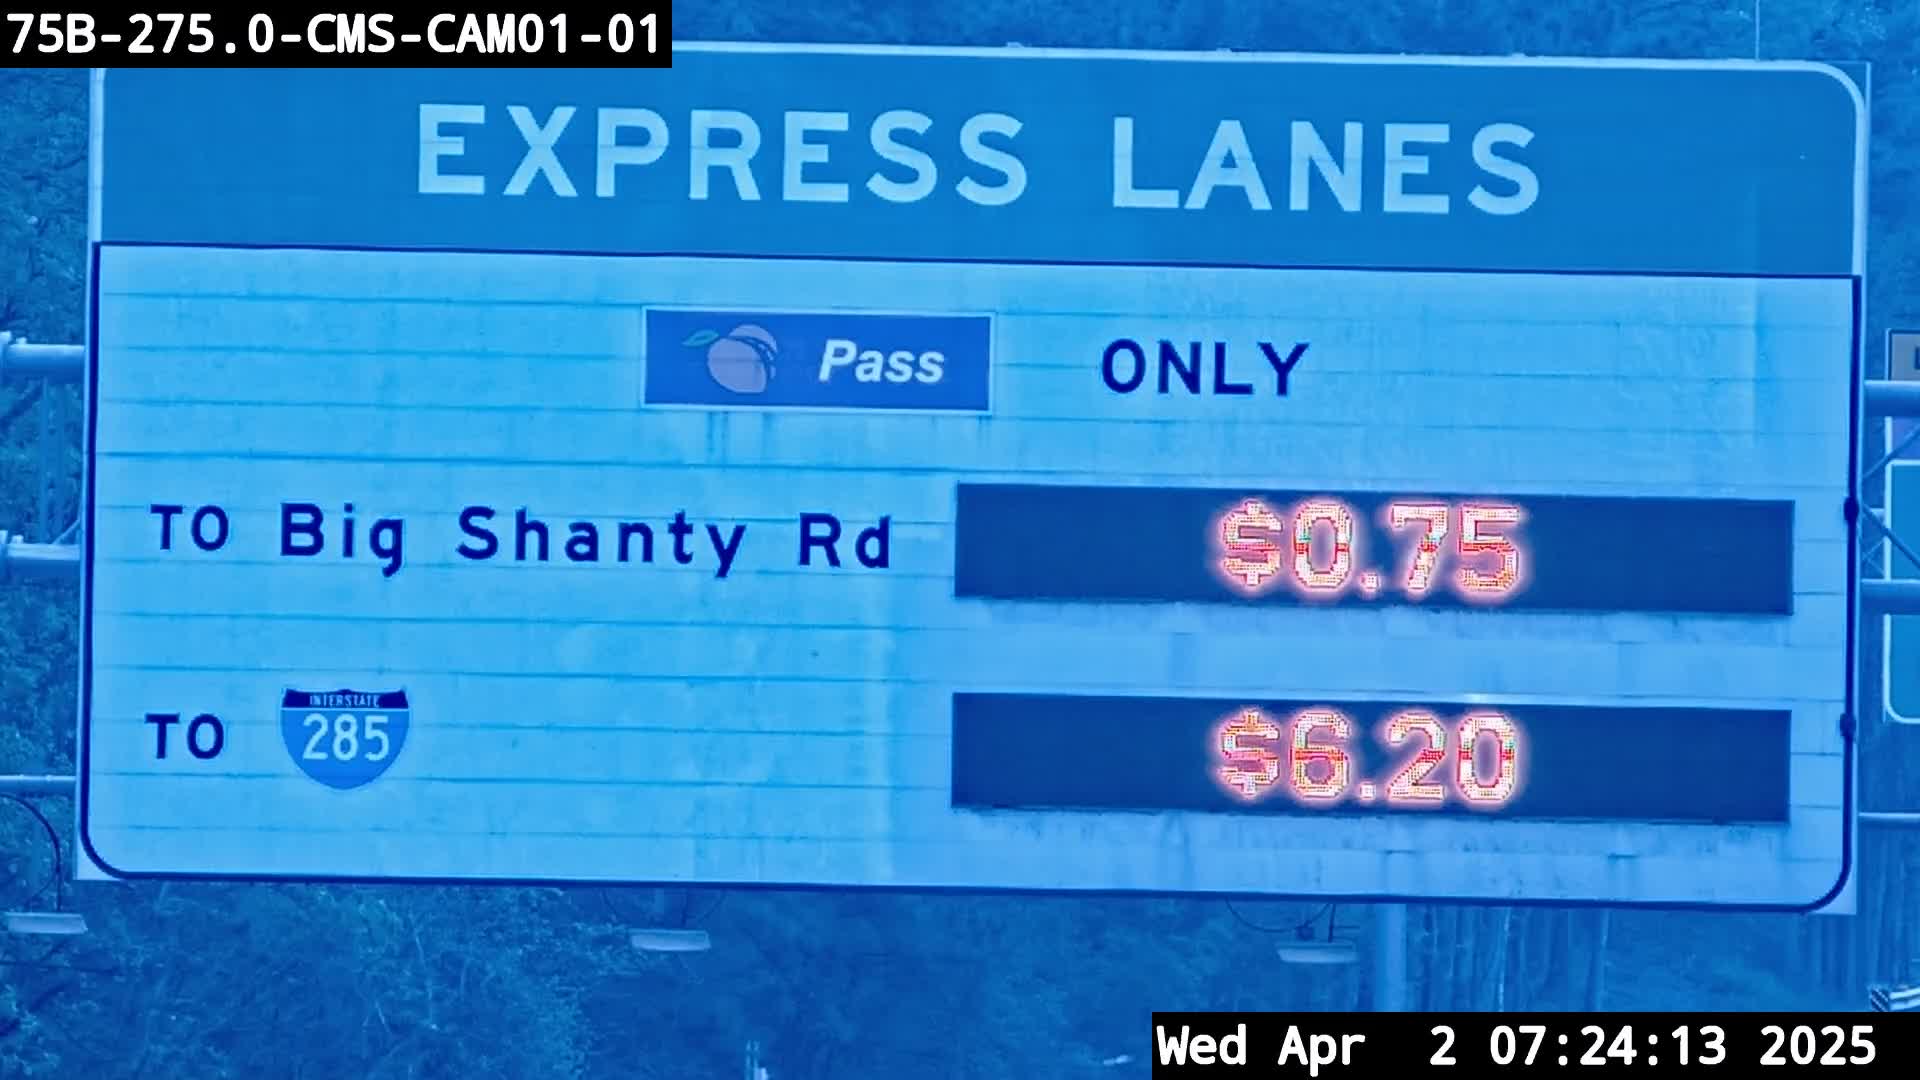 75B-275.0-CMS-CAM01-01
EXPRESS LANES
Pass ONLY
TO Big Shanty Rd $0.75
TO INTERSTATE 285 $6.20
Wed Apr 2 07:24:13 2025